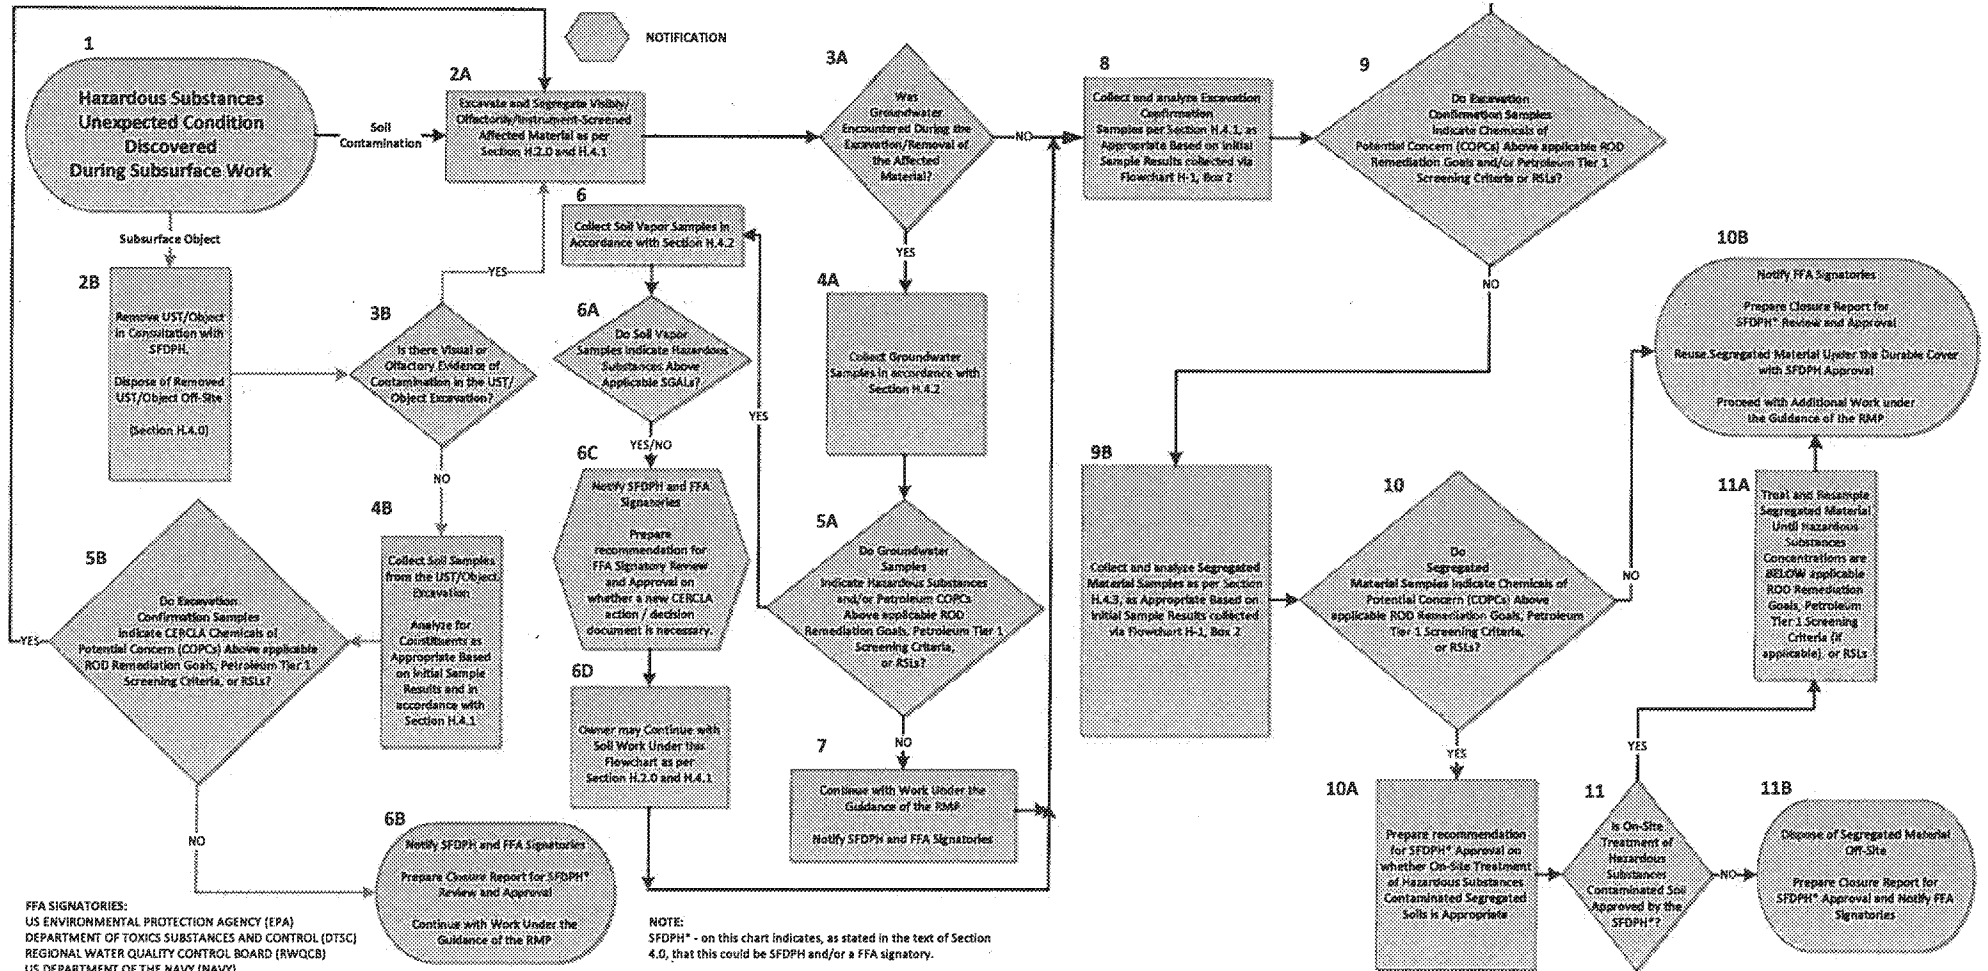 NOTIFICATION
1
Hazardous Substances
Unexpected Condition
Discovered
During Subsurface Work
Soil
Contamination
2A
Excavate and Segregate Visibly/
Olfactorily/Instrument-Screened
Affected Material as per
Section H.2.0 and H.4.1
3A
Was
Groundwater
Encountered During the
Excavation/Removal of
the Affected
Material?
NO
YES
8
Collect and analyze Excavation
Confirmation
Samples per Section H.4.1, as
Appropriate Based on Initial
Sample Results collected via
Flowchart H-1, Box 2
9
Do Excavation
Confirmation Samples
Indicate Chemicals of
Potential Concern (COPCs) Above applicable ROD
Remediation Goals and/or Petroleum Tier 1
Screening Criteria or RSLs?
NO
Subsurface Object
2B
Remove UST/Object
in Consultation with
SFDPH.
Dispose of Removed
UST/Object Off-Site
(Section H.4.0)
3B
Is there Visual or
Olfactory Evidence of
Contamination in the UST/
Object Excavation?
YES
NO
6
Collect Soil Vapor Samples in
Accordance with Section H.4.2
6A
Do Soil Vapor
Samples Indicate Hazardous
Substances Above
Applicable SGALs?
YES/NO
6C
Notify SFDPH and FFA
Signatories
Prepare
recommendation for
FFA Signatory Review
and Approval on
whether a new CERCLA
action / decision
document is necessary.
6D
Owner may Continue with
Soil Work Under this
Flowchart as per
Section H.2.0 and H.4.1
4A
Collect Groundwater
Samples in accordance with
Section H.4.2
5A
Do Groundwater
Samples
Indicate Hazardous Substances
and/or Petroleum COPCs
Above applicable ROD
Remediation Goals, Petroleum Tier 1
Screening Criteria,
or RSLs?
YES
NO
7
Continue with Work Under the
Guidance of the RMP
Notify SFDPH and FFA Signatories
4B
Collect Soil Samples
from the UST/Object
Excavation
Analyze for
Constituents as
Appropriate Based
on Initial Sample
Results and in
accordance with
Section H.4.1
5B
Do Excavation
Confirmation Samples
Indicate CERCLA Chemicals of
Potential Concern (COPCs) Above applicable
ROD Remediation Goals, Petroleum Tier 1
Screening Criteria, or RSLs?
YES
NO
6B
Notify SFDPH and FFA Signatories
Prepare Closure Report for SFDPH*
Review and Approval
Continue with Work Under the
Guidance of the RMP
9B
Collect and analyze Segregated
Material Samples as per Section
H.4.3, as Appropriate Based on
Initial Sample Results collected
via Flowchart H-1, Box 2
10
Do
Segregated
Material Samples Indicate Chemicals of
Potential Concern (COPCs) Above
applicable ROD Remediation Goals, Petroleum
Tier 1 Screening Criteria,
or RSLs?
NO
YES
10A
Prepare recommendation
for SFDPH* Approval on
whether On-Site Treatment
of Hazardous Substances
Contaminated Segregated
Soils is Appropriate
10B
Notify FFA Signatories
Prepare Closure Report for
SFDPH* Review and Approval
Reuse Segregated Material Under the Durable Cover
with SFDPH Approval
Proceed with Additional Work under
the Guidance of the RMP
11A
Treat and Resample
Segregated Material
Until Hazardous
Substances
Concentrations are
BELOW applicable
ROD Remediation
Goals, Petroleum
Tier 1 Screening
Criteria (if
applicable), or RSLs
11
Is On-Site
Treatment of
Hazardous
Substances
Contaminated Soil
Approved by the
SFDPH*?
YES
NO
11B
Dispose of Segregated Material
Off-Site
Prepare Closure Report for
SFDPH* Approval and Notify FFA
Signatories
FFA SIGNATORIES:
US ENVIRONMENTAL PROTECTION AGENCY (EPA)
DEPARTMENT OF TOXICS SUBSTANCES AND CONTROL (DTSC)
REGIONAL WATER QUALITY CONTROL BOARD (RWQCB)
US DEPARTMENT OF THE NAVY (NAVY)
NOTE:
SFDPH* - on this chart indicates, as stated in the text of Section
4.0, that this could be SFDPH and/or a FFA signatory.